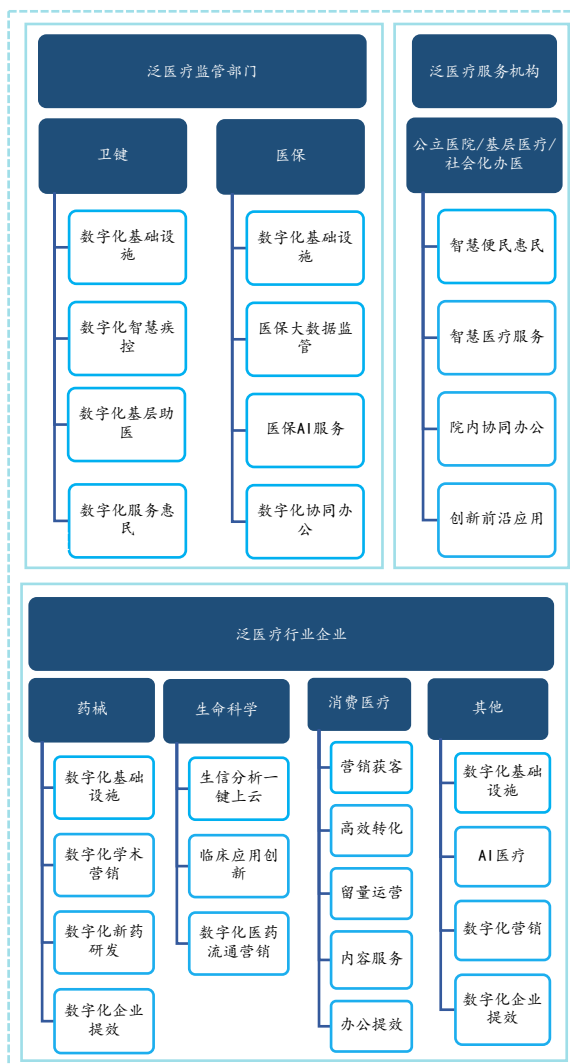 泛医疗监管部门
卫键
数字化基础设
施
数字化智慧疾
控
数字化基层助
医
数字化服务惠
民
医保
数字化基础设
施
医保大数据监
管
医保AI服务
数字化协同办
公
泛医疗服务机构
公立医院/基层医疗/
社会化办医
智慧便民惠民
智慧医疗服务
院内协同办公
创新前沿应用
泛医疗行业企业
药械
数字化基础
设施
数字化学术
营销
数字化新药
研发
数字化企业
提效
生命科学
生信分析一
键上云
临床应用创
新
数字化医药
流通营销
消费医疗
营销获客
高效转化
留量运营
内容服务
办公提效
其他
数字化基础
设施
AI医疗
数字化营销
数字化企业
提效